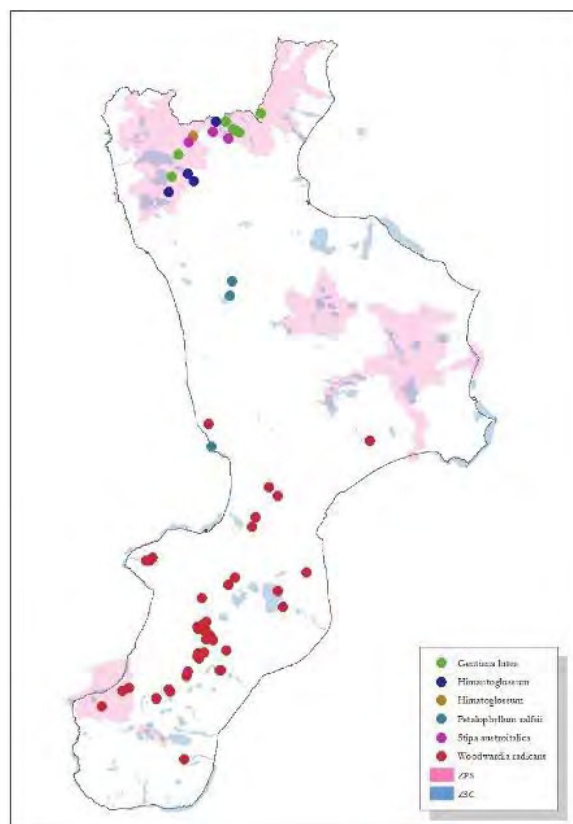 Gentiana lutea
Himantoglossum
Himatoglossum
Petalophyllum ralfsii
Stipa austroitalica
Woodwardia radicans
ZPS
ZSC